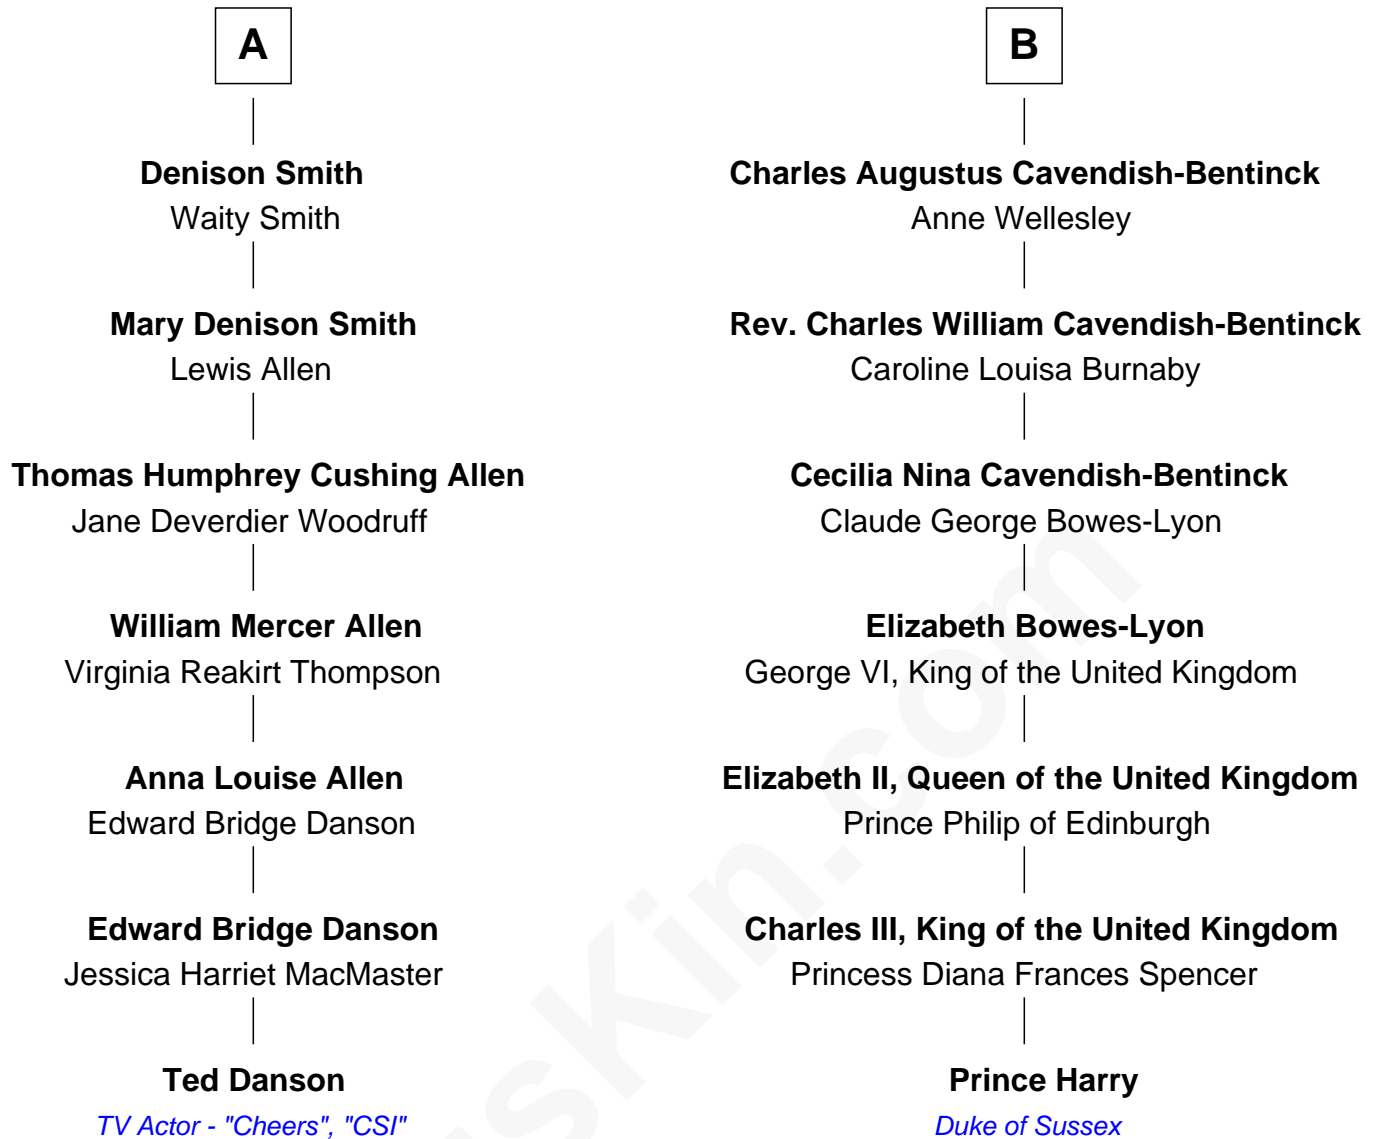 A
B
Denison Smith
Waity Smith
Charles Augustus Cavendish-Bentinck
Anne Wellesley
Mary Denison Smith
Lewis Allen
Rev. Charles William Cavendish-Bentinck
Caroline Louisa Burnaby
Thomas Humphrey Cushing Allen
Jane Deverdier Woodruff
Cecilia Nina Cavendish-Bentinck
Claude George Bowes-Lyon
William Mercer Allen
Virginia Reakirt Thompson
Elizabeth Bowes-Lyon
George VI, King of the United Kingdom
Anna Louise Allen
Edward Bridge Danson
Elizabeth II, Queen of the United Kingdom
Prince Philip of Edinburgh
Edward Bridge Danson
Jessica Harriet MacMaster
Charles III, King of the United Kingdom
Princess Diana Frances Spencer
Ted Danson
TV Actor - "Cheers", "CSI"
Prince Harry
Duke of Sussex